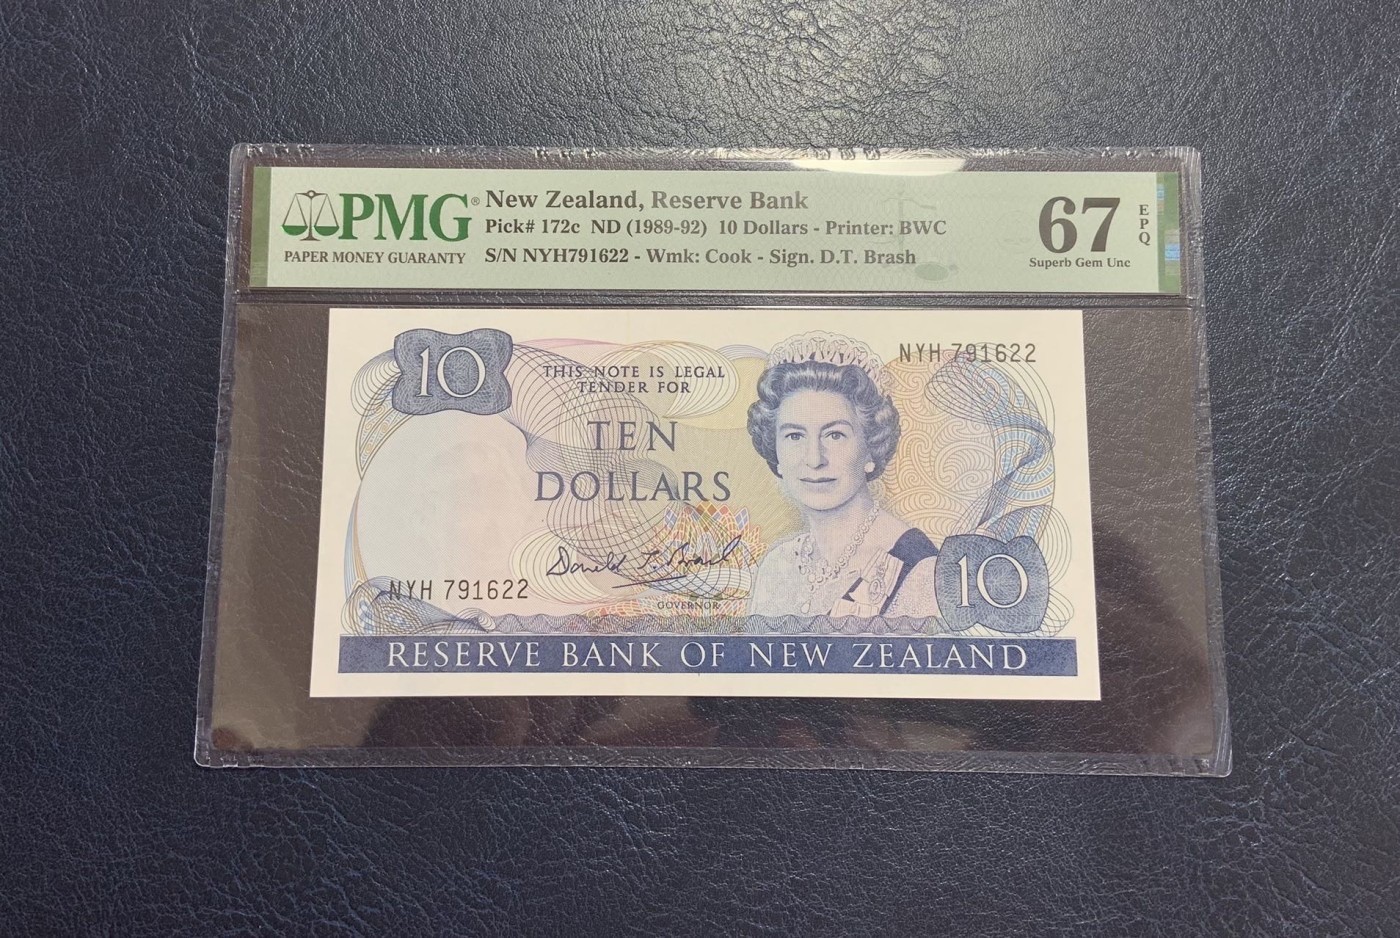 PMG®
PAPER MONEY GUARANTY
New Zealand, Reserve Bank
Pick# 172c ND (1989-92) 10 Dollars - Printer: BWC
S/N NYH791622 - Wmk: Cook - Sign. D.T. Brash
67 EPQ
Superb Gem Unc
10
THIS NOTE IS LEGAL
TENDER FOR
NYH 791622
TEN
DOLLARS
Donald T. Brash
GOVERNOR
NYH 791622
10
RESERVE BANK OF NEW ZEALAND